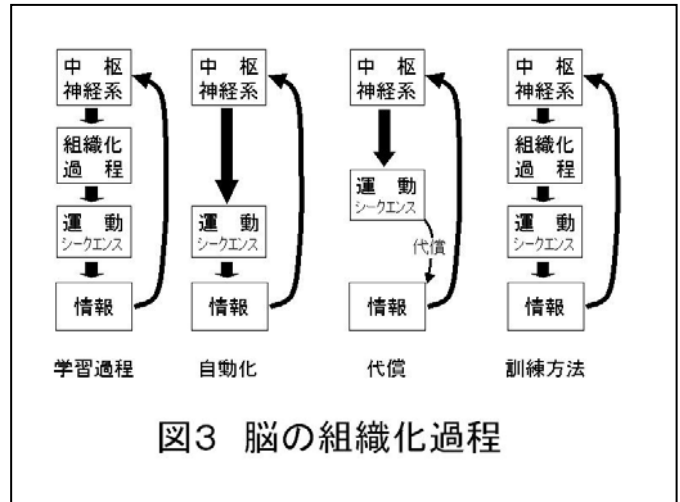 中 枢
神経系
組織化
過 程
運 動
シークエンス
情報
学習過程
中 枢
神経系
運 動
シークエンス
情報
自動化
中 枢
神経系
運 動
シークエンス
代償
情報
代償
中 枢
神経系
組織化
過 程
運 動
シークエンス
情報
訓練方法
図3 脳の組織化過程